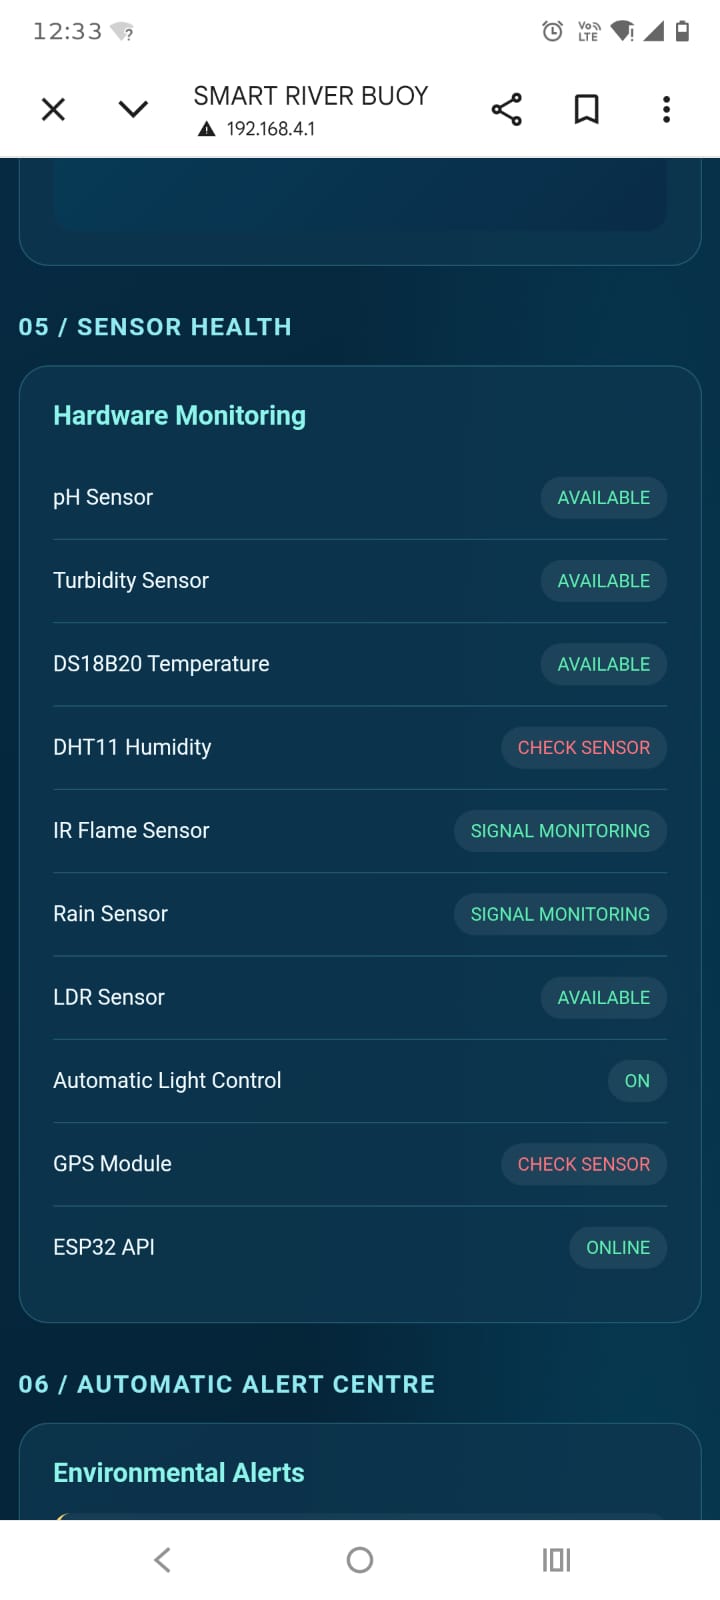 12:33
Vo)) LTE
SMART RIVER BUOY
192.168.4.1
05 / SENSOR HEALTH
Hardware Monitoring
pH Sensor AVAILABLE
Turbidity Sensor AVAILABLE
DS18B20 Temperature AVAILABLE
DHT11 Humidity CHECK SENSOR
IR Flame Sensor SIGNAL MONITORING
Rain Sensor SIGNAL MONITORING
LDR Sensor AVAILABLE
Automatic Light Control ON
GPS Module CHECK SENSOR
ESP32 API ONLINE
06 / AUTOMATIC ALERT CENTRE
Environmental Alerts